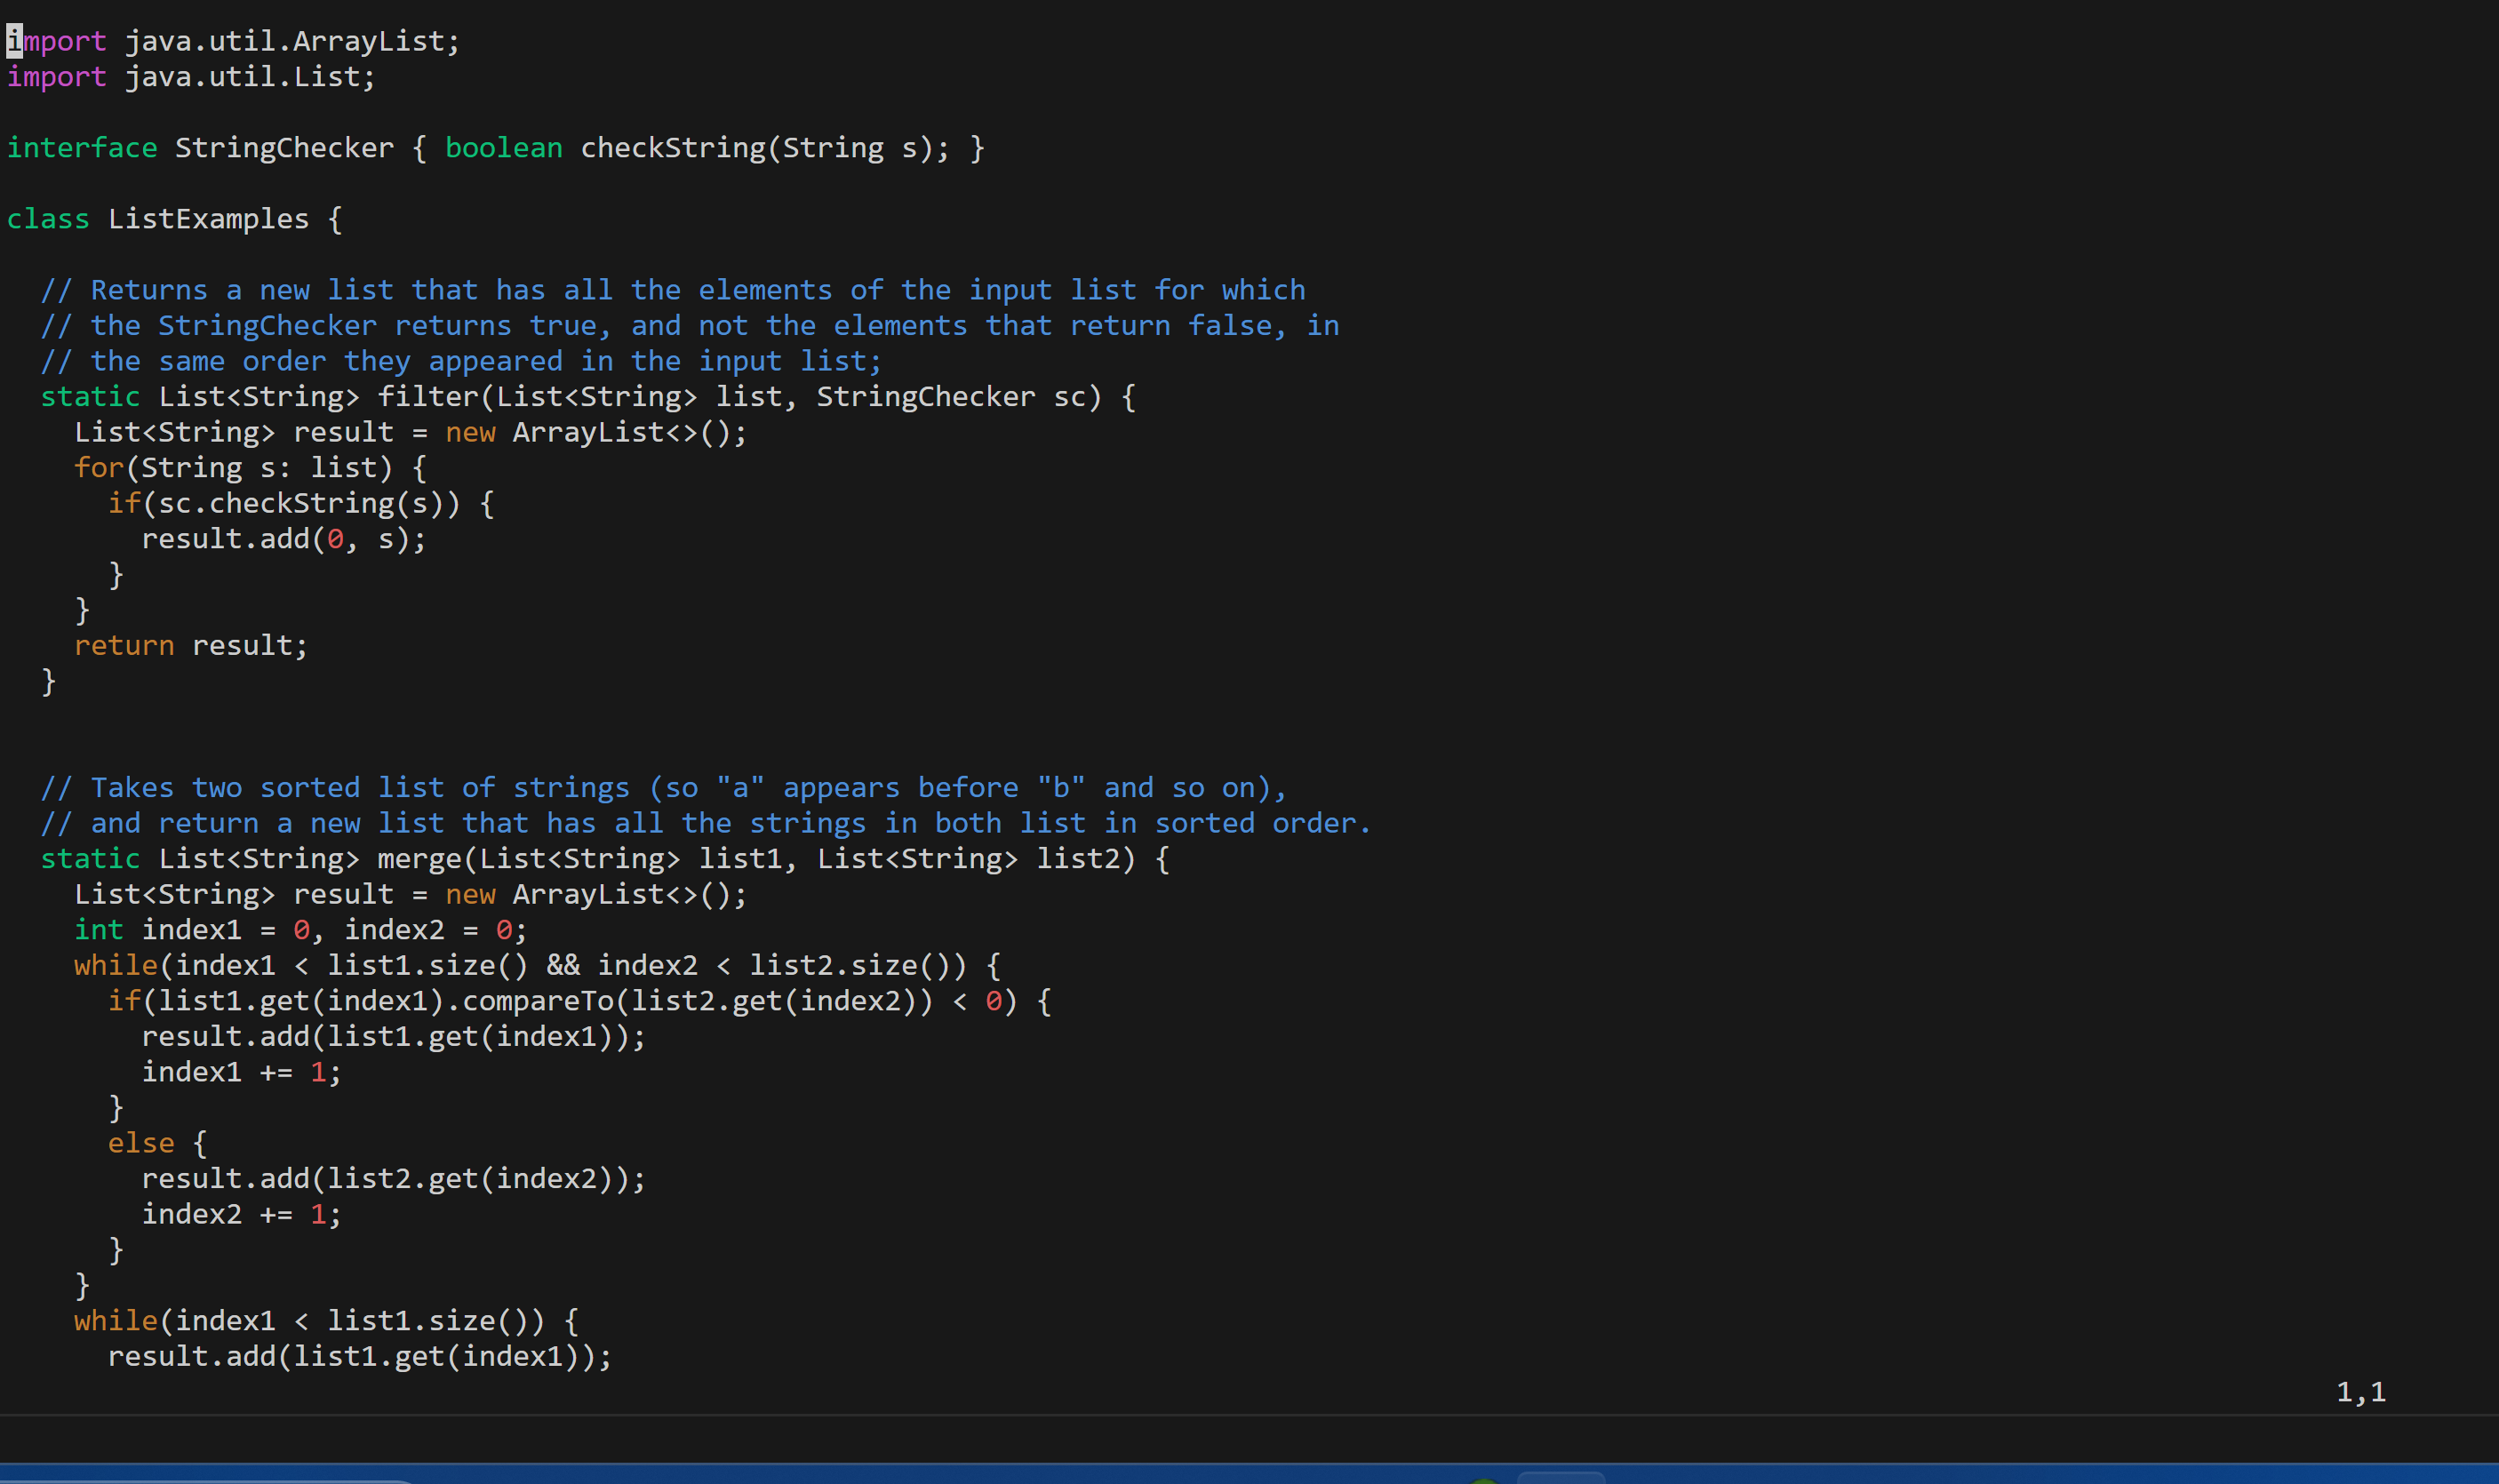 import java.util.ArrayList;
import java.util.List;

interface StringChecker { boolean checkString(String s); }

class ListExamples {

  // Returns a new list that has all the elements of the input list for which
  // the StringChecker returns true, and not the elements that return false, in
  // the same order they appeared in the input list;
  static List<String> filter(List<String> list, StringChecker sc) {
    List<String> result = new ArrayList<>();
    for(String s: list) {
      if(sc.checkString(s)) {
        result.add(0, s);
      }
    }
    return result;
  }


  // Takes two sorted list of strings (so "a" appears before "b" and so on),
  // and return a new list that has all the strings in both list in sorted order.
  static List<String> merge(List<String> list1, List<String> list2) {
    List<String> result = new ArrayList<>();
    int index1 = 0, index2 = 0;
    while(index1 < list1.size() && index2 < list2.size()) {
      if(list1.get(index1).compareTo(list2.get(index2)) < 0) {
        result.add(list1.get(index1));
        index1 += 1;
      }
      else {
        result.add(list2.get(index2));
        index2 += 1;
      }
    }
    while(index1 < list1.size()) {
      result.add(list1.get(index1));
1,1